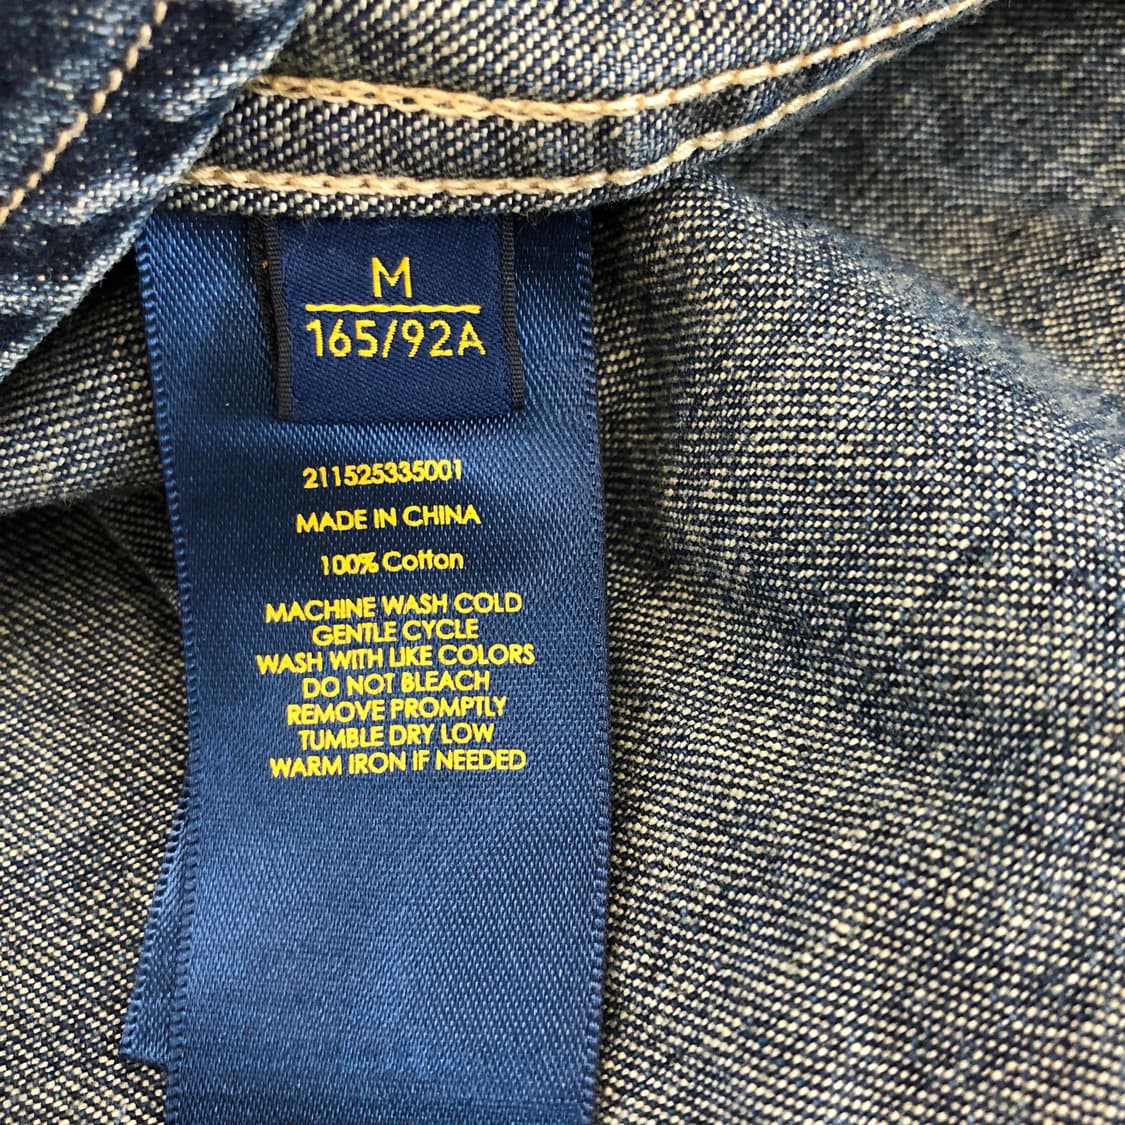 M
165/92A
211525335001
MADE IN CHINA
100% Cotton
MACHINE WASH COLD
GENTLE CYCLE
WASH WITH LIKE COLORS
DO NOT BLEACH
REMOVE PROMPTLY
TUMBLE DRY LOW
WARM IRON IF NEEDED